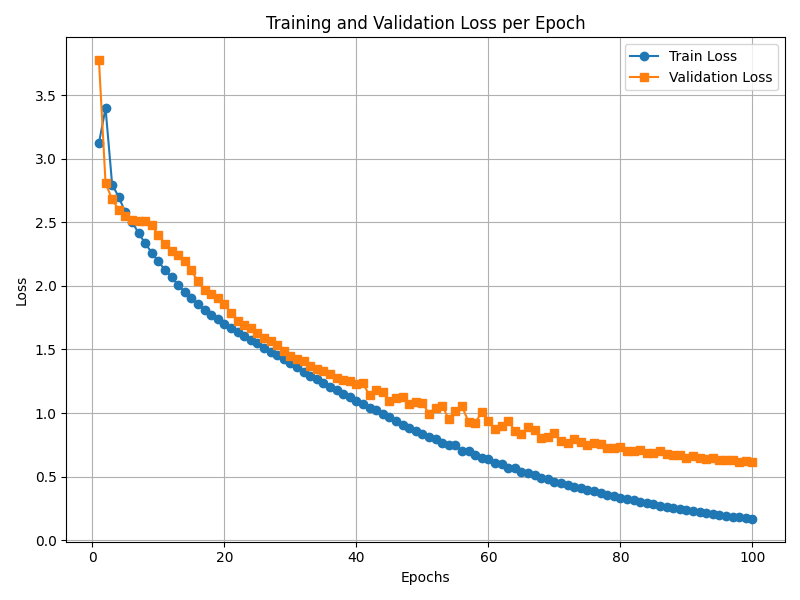 Training and Validation Loss per Epoch
Train Loss
Validation Loss
3.5
3.0
2.5
2.0
1.5
1.0
0.5
0.0
Loss
0 20 40 60 80 100
Epochs